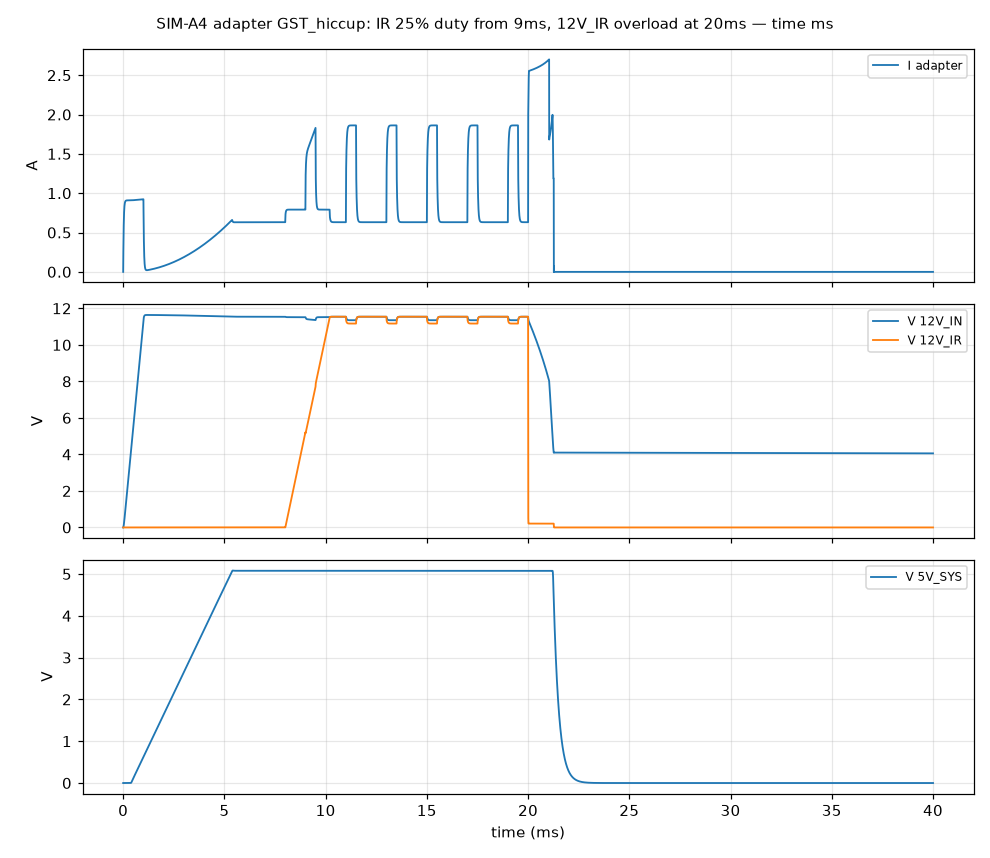 SIM-A4 adapter GST_hiccup: IR 25% duty from 9ms, 12V_IR overload at 20ms — time ms
I adapter
A
2.5
2.0
1.5
1.0
0.5
0.0
V 12V_IN
V 12V_IR
V
12
10
8
6
4
2
0
V 5V_SYS
V
5
4
3
2
1
0
0 5 10 15 20 25 30 35 40
time (ms)